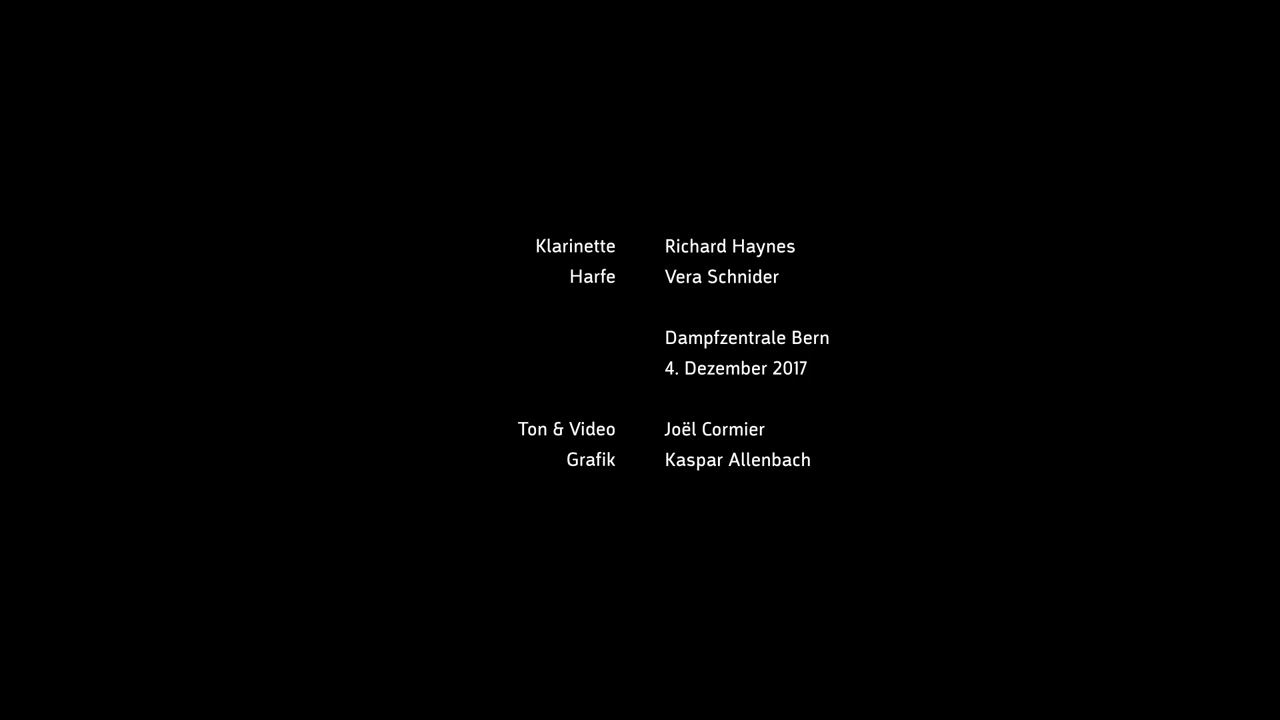 Klarinette Richard Haynes
Harfe Vera Schnider
Dampfzentrale Bern
4. Dezember 2017
Ton & Video Joël Cormier
Grafik Kaspar Allenbach